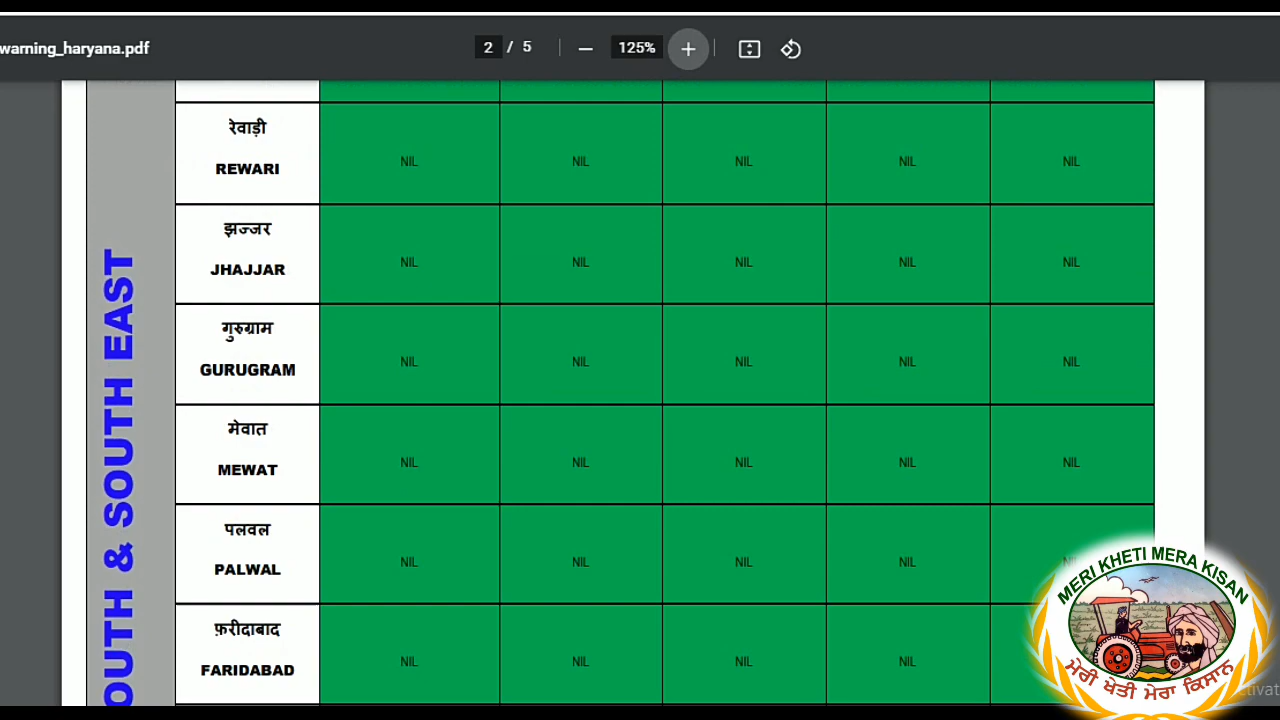 warning_haryana.pdf
2 / 5
125%
रेवाड़ी
REWARI
NIL NIL NIL NIL NIL
झज्जर
JHAJJAR
NIL NIL NIL NIL NIL
गुरुग्राम
GURUGRAM
NIL NIL NIL NIL NIL
मेवात
MEWAT
NIL NIL NIL NIL NIL
पलवल
PALWAL
NIL NIL NIL NIL
फ़रीदाबाद
FARIDABAD
NIL NIL NIL NIL
OUTH & SOUTH EAST
MERI KHETI MERA KISAN
ਮੇਰੀ ਖੇਤੀ ਮੇਰਾ ਕਿਸਾਨ